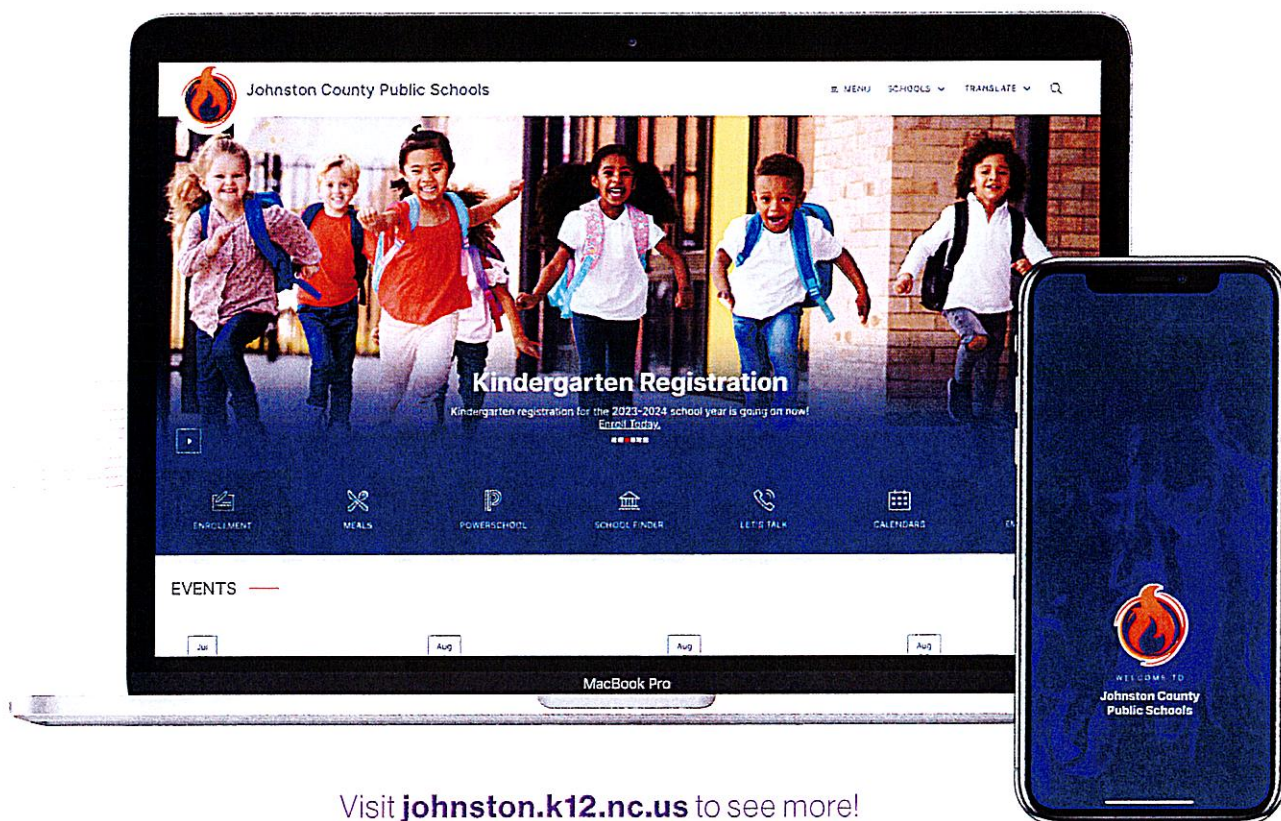 Johnston County Public Schools
MENU SCHOOLS TRANSLATE
Kindergarten Registration
Kindergarten registration for the 2023-2024 school year is going on now!
Enroll Today.
ENROLLMENT MEALS POWERSCHOOL SCHOOL FINDER LET'S TALK CALENDARS
EVENTS
Jul Aug Aug Aug
MacBook Pro
WELCOME TO
Johnston County
Public Schools
Visit johnston.k12.nc.us to see more!